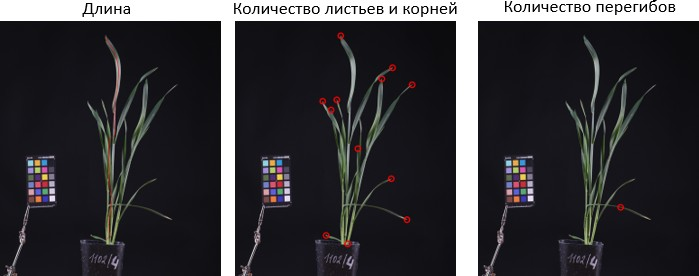 Длина
Количество листьев и корней
Количество перегибов
1102/4
1102/4
1102/4